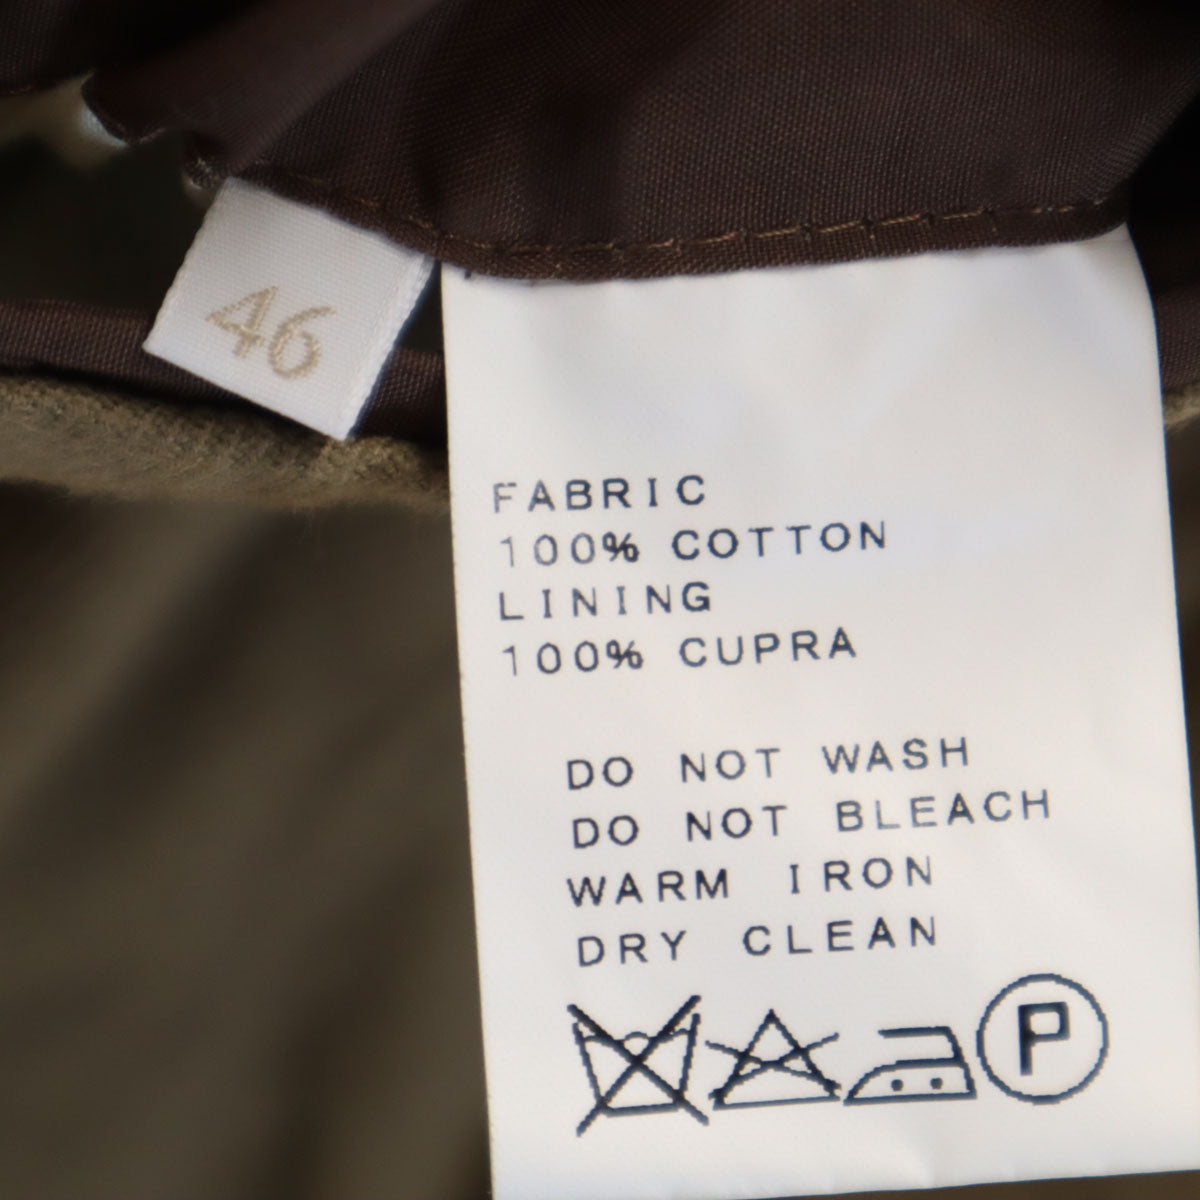 46
FABRIC
100% COTTON
LINING
100% CUPRA
DO NOT WASH
DO NOT BLEACH
WARM IRON
DRY CLEAN
P